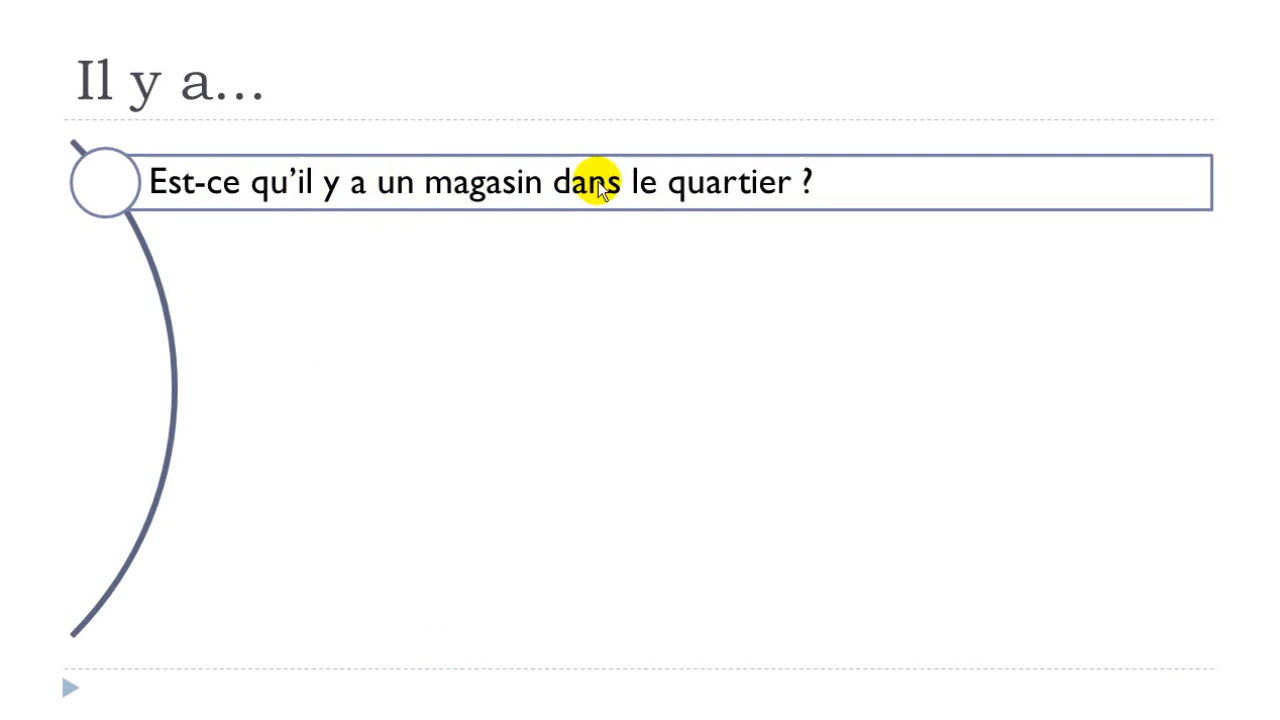 Il y a…
Est-ce qu’il y a un magasin dans le quartier ?